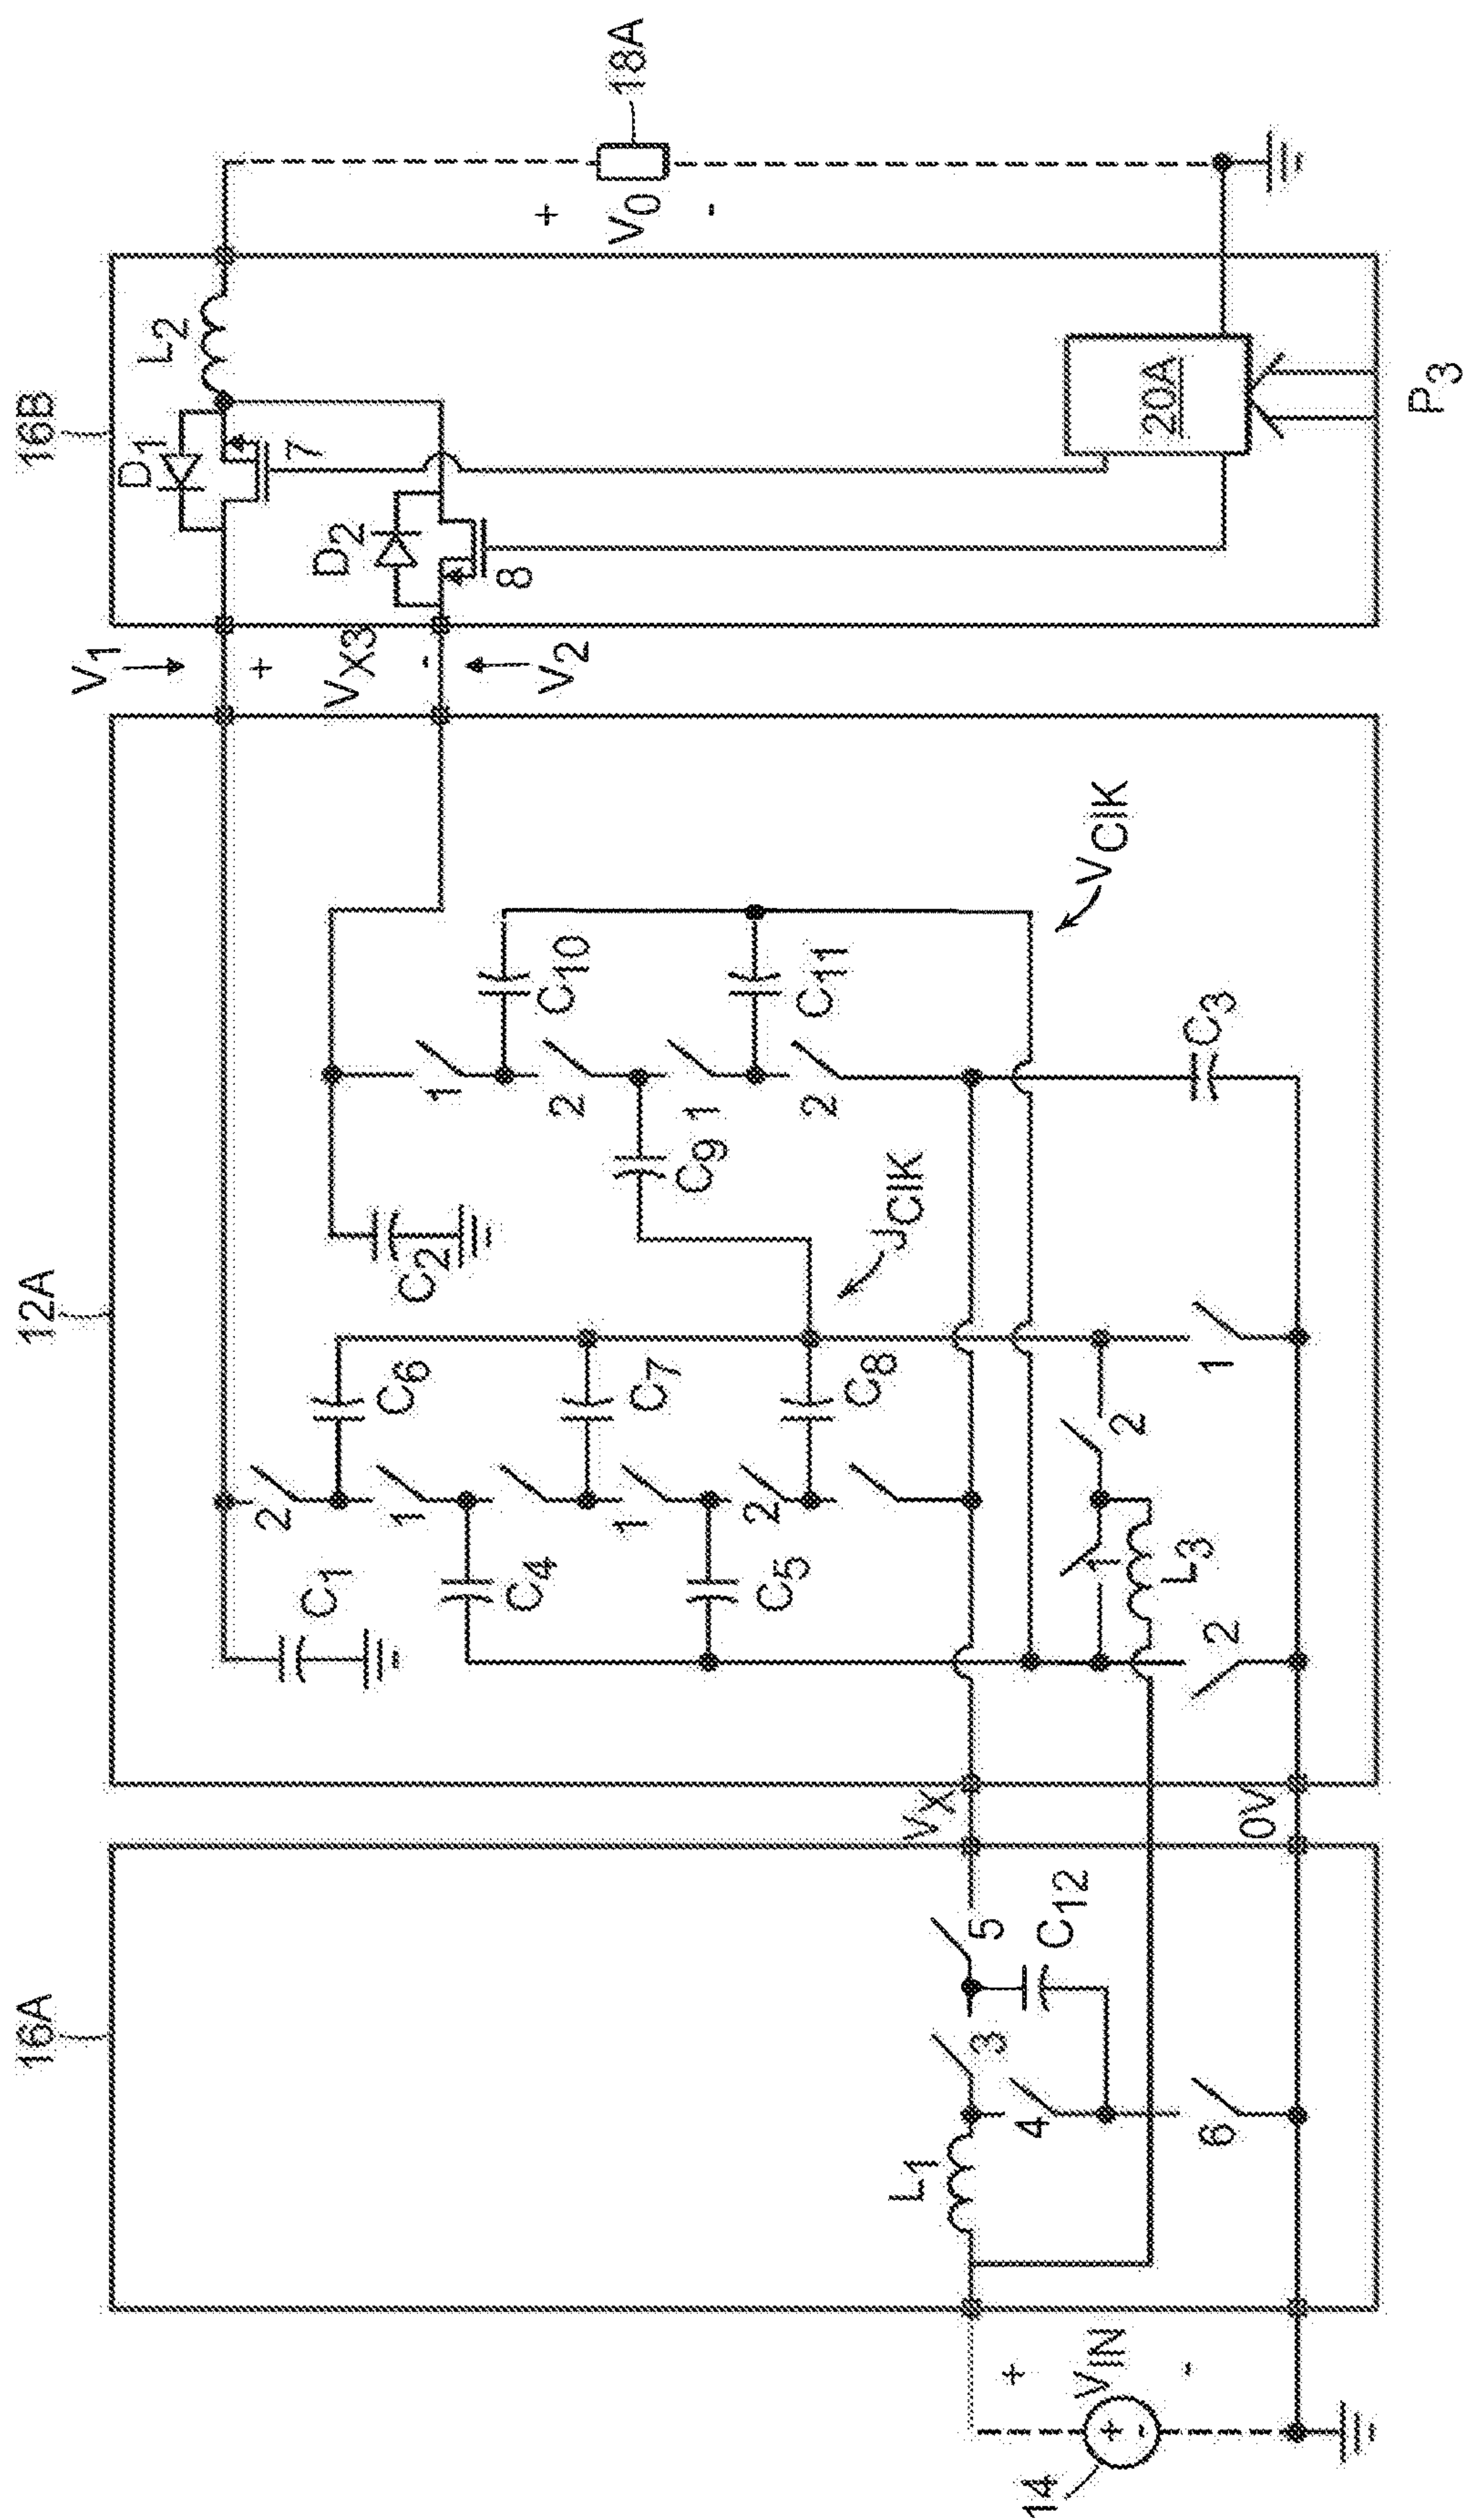 16A
12A
16B
14
+
VIN
-
+
-
L1
4
3
5
C12
6
VX
0V
C1
C4
C5
2
1
1
2
C6
C7
C8
1
L3
2
2
1
JClK
C2
C9
1
2
1
2
C10
C11
C3
VClK
V1
+
VX3
-
V2
D1
7
L2
D2
8
20A
P3
+
V0
-
18A